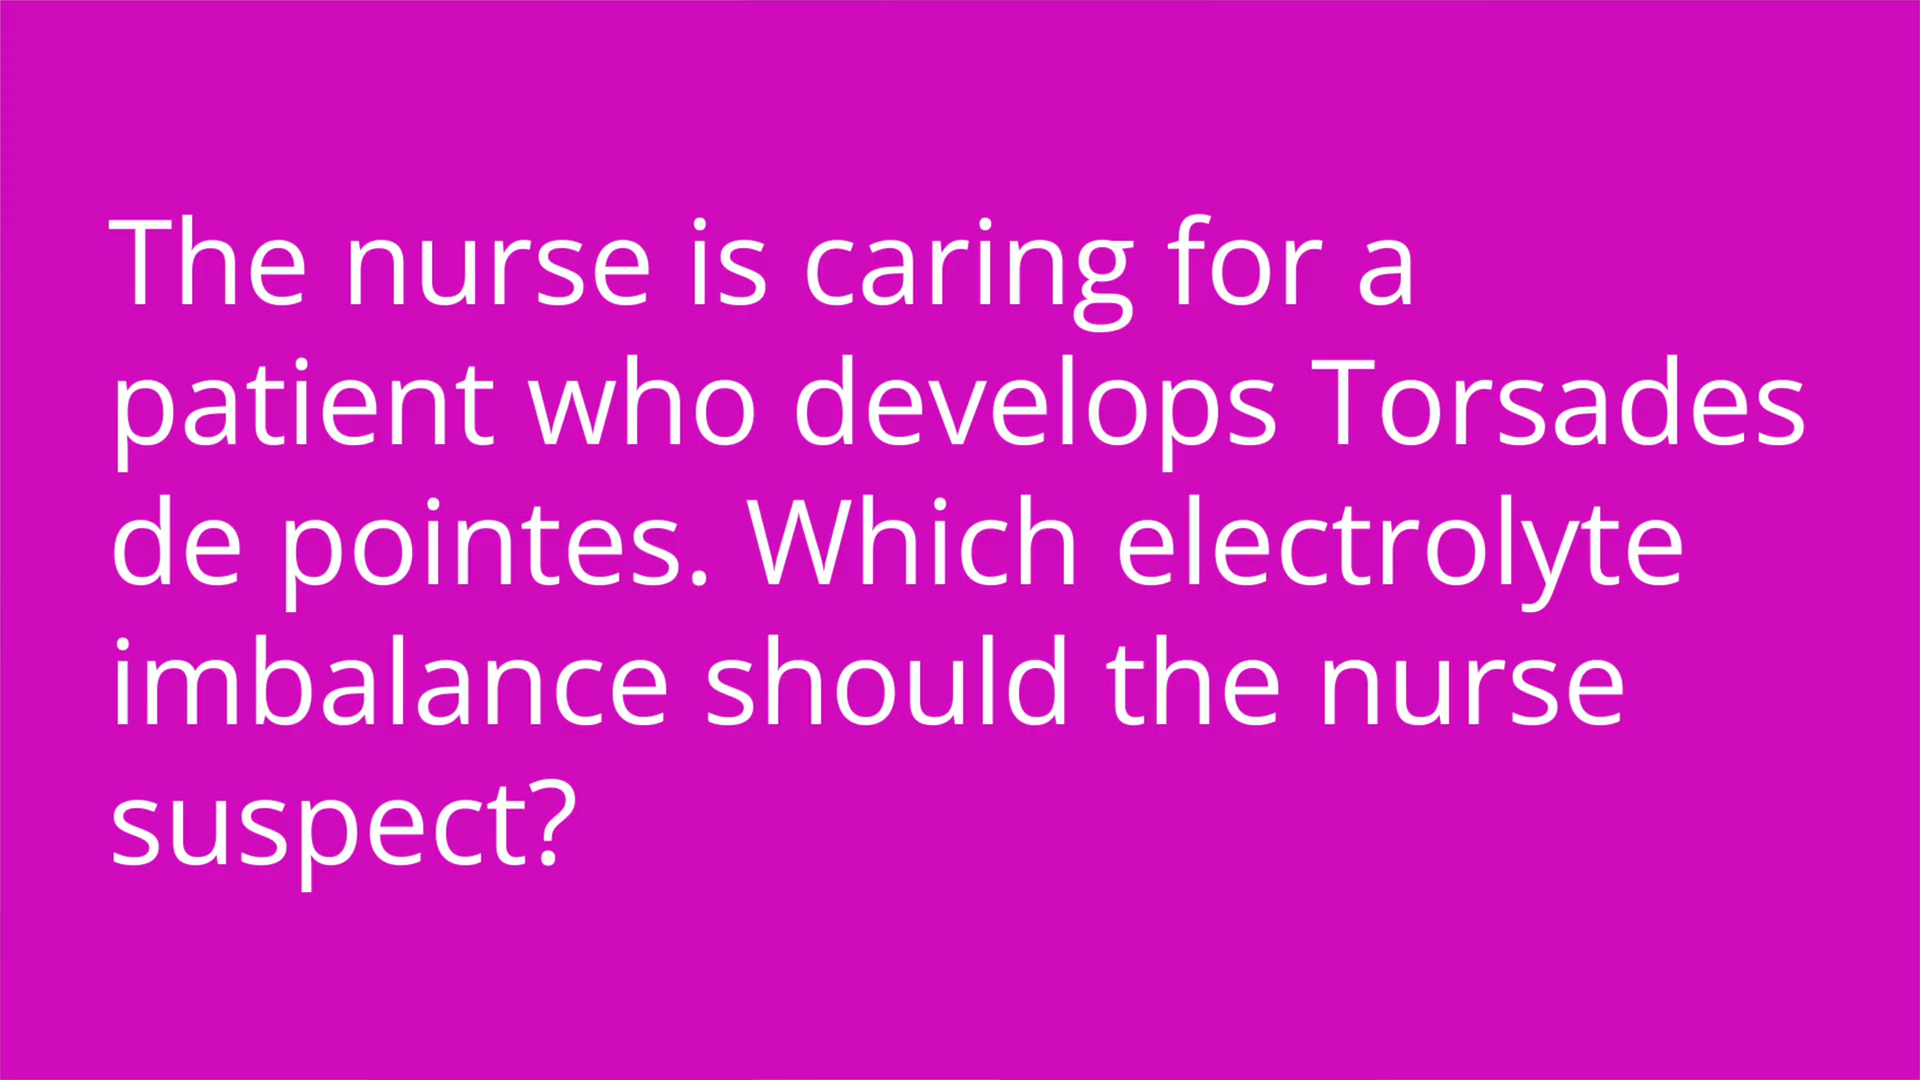 The nurse is caring for a
patient who develops Torsades
de pointes. Which electrolyte
imbalance should the nurse
suspect?